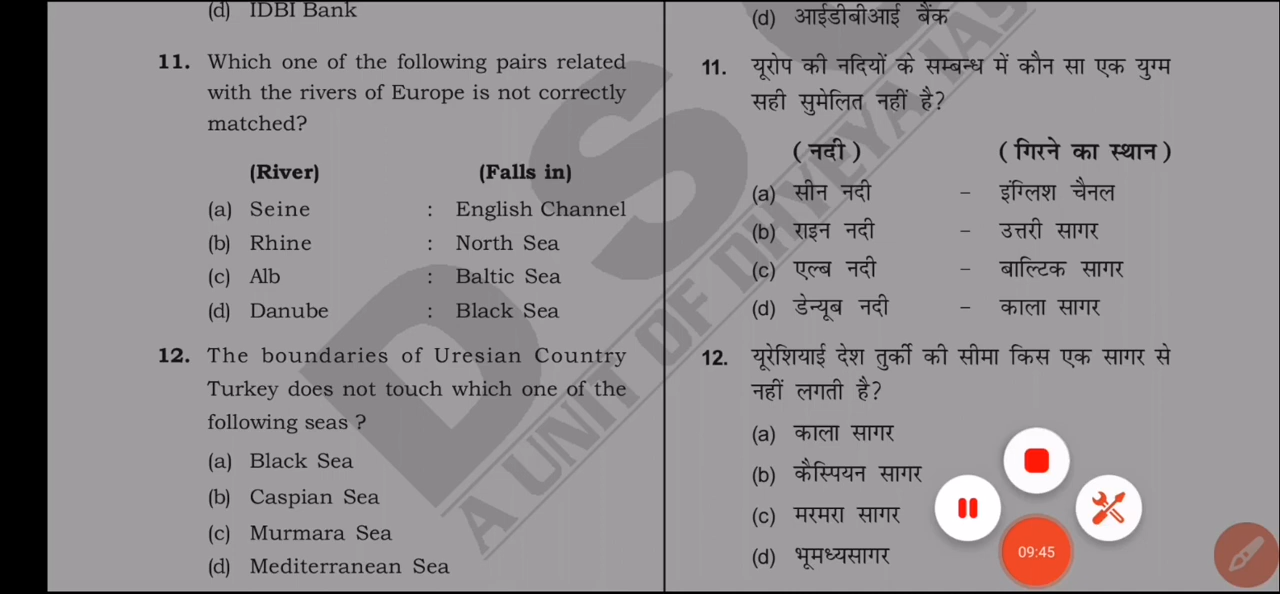 (d) IDBI Bank
11. Which one of the following pairs related
with the rivers of Europe is not correctly
matched?
(River) (Falls in)
(a) Seine : English Channel
(b) Rhine : North Sea
(c) Alb : Baltic Sea
(d) Danube : Black Sea
12. The boundaries of Uresian Country
Turkey does not touch which one of the
following seas ?
(a) Black Sea
(b) Caspian Sea
(c) Murmara Sea
(d) Mediterranean Sea
(d) आईडीबीआई बैंक
11. यूरोप की नदियों के सम्बन्ध में कौन सा एक युग्म
सही सुमेलित नहीं है?
(नदी) (गिरने का स्थान)
(a) सीन नदी – इंग्लिश चैनल
(b) राइन नदी – उत्तरी सागर
(c) एल्ब नदी – बाल्टिक सागर
(d) डेन्यूब नदी – काला सागर
12. यूरेशियाई देश तुर्की की सीमा किस एक सागर से
नहीं लगती है?
(a) काला सागर
(b) कैस्पियन सागर
(c) मरमरा सागर
(d) भूमध्यसागर
09:45
D S
A UNIT OF DHYEYA IAS